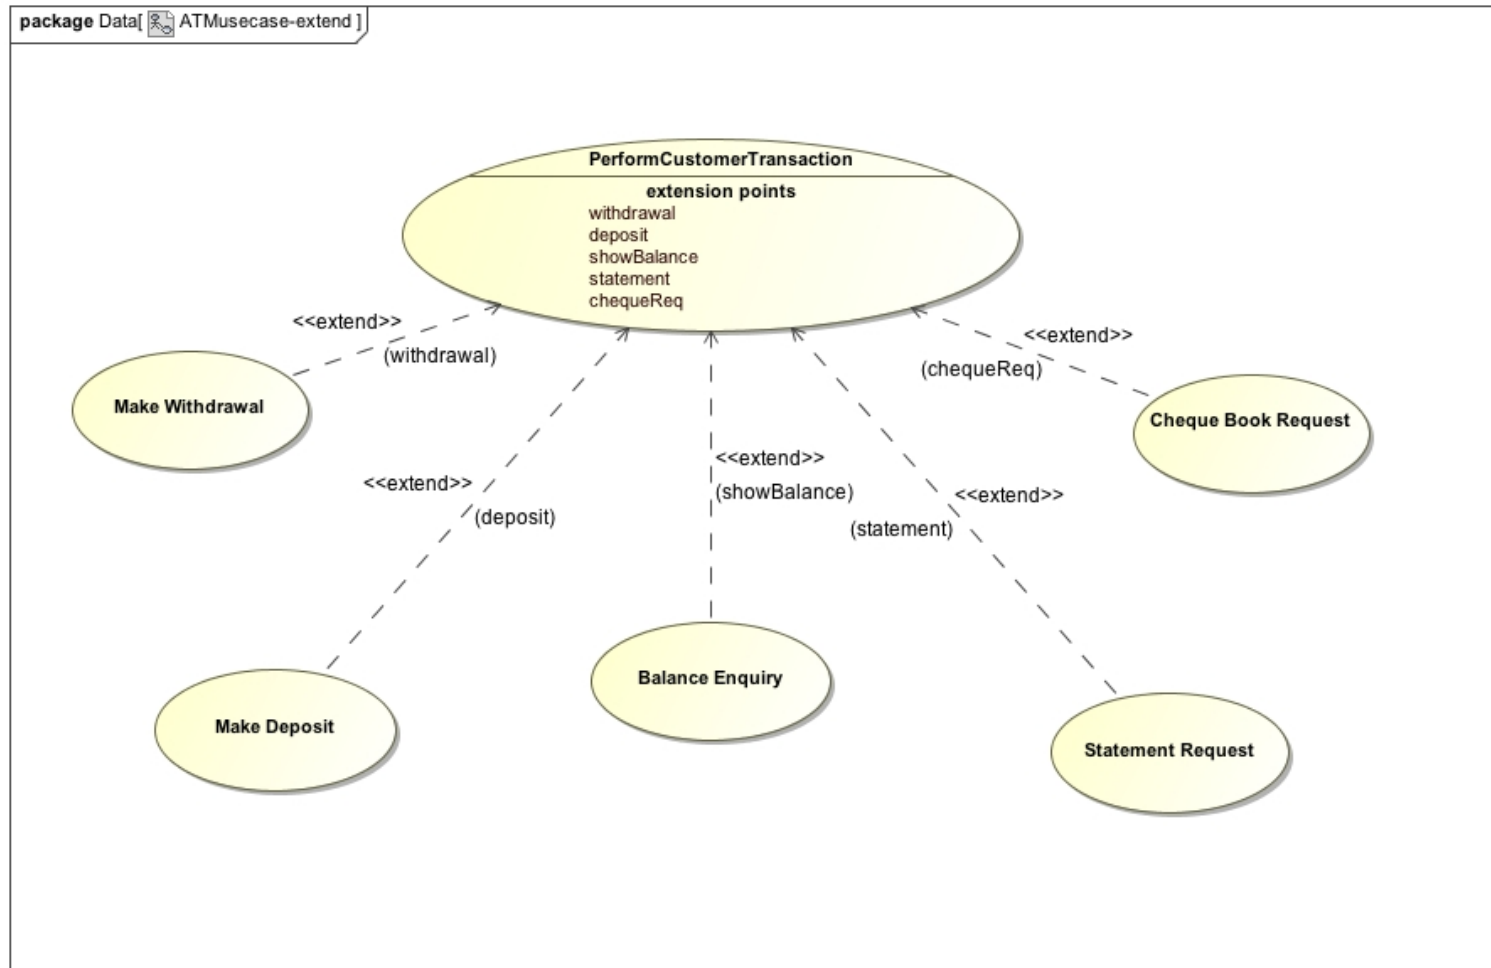 package Data[ ATMusecase-extend ]
PerformCustomerTransaction
extension points
withdrawal
deposit
showBalance
statement
chequeReq
<<extend>>
(withdrawal)
<<extend>>
(chequeReq)
Make Withdrawal
Cheque Book Request
<<extend>>
(deposit)
<<extend>>
(showBalance)
<<extend>>
(statement)
Balance Enquiry
Make Deposit
Statement Request